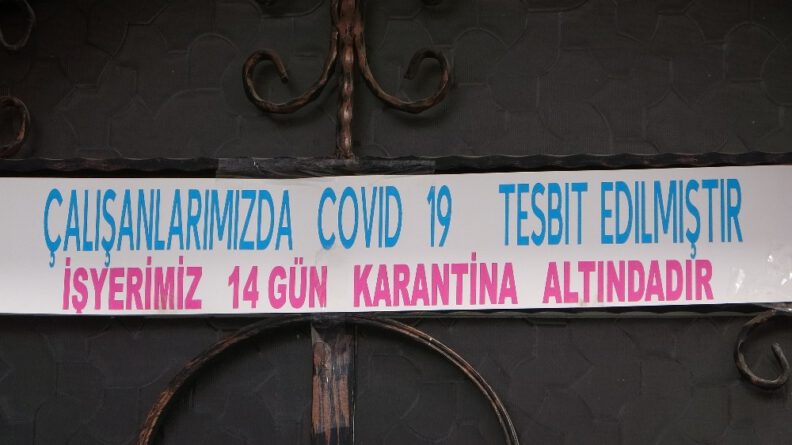 ÇALIŞANLARIMIZDA COVID 19 TESBIT EDILMIŞTIR
İŞYERİMİZ 14 GÜN KARANTİNA ALTINDADIR